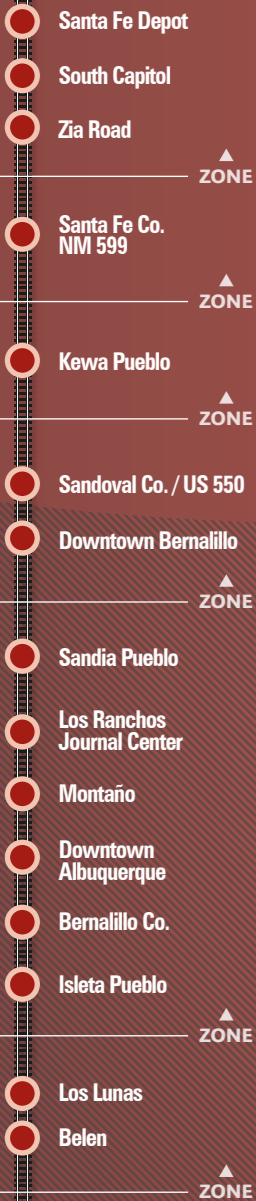 Santa Fe Depot
South Capitol
Zia Road
ZONE
Santa Fe Co.
NM 599
ZONE
Kewa Pueblo
ZONE
Sandoval Co. / US 550
Downtown Bernalillo
ZONE
Sandia Pueblo
Los Ranchos
Journal Center
Montaño
Downtown
Albuquerque
Bernalillo Co.
Isleta Pueblo
ZONE
Los Lunas
Belen
ZONE